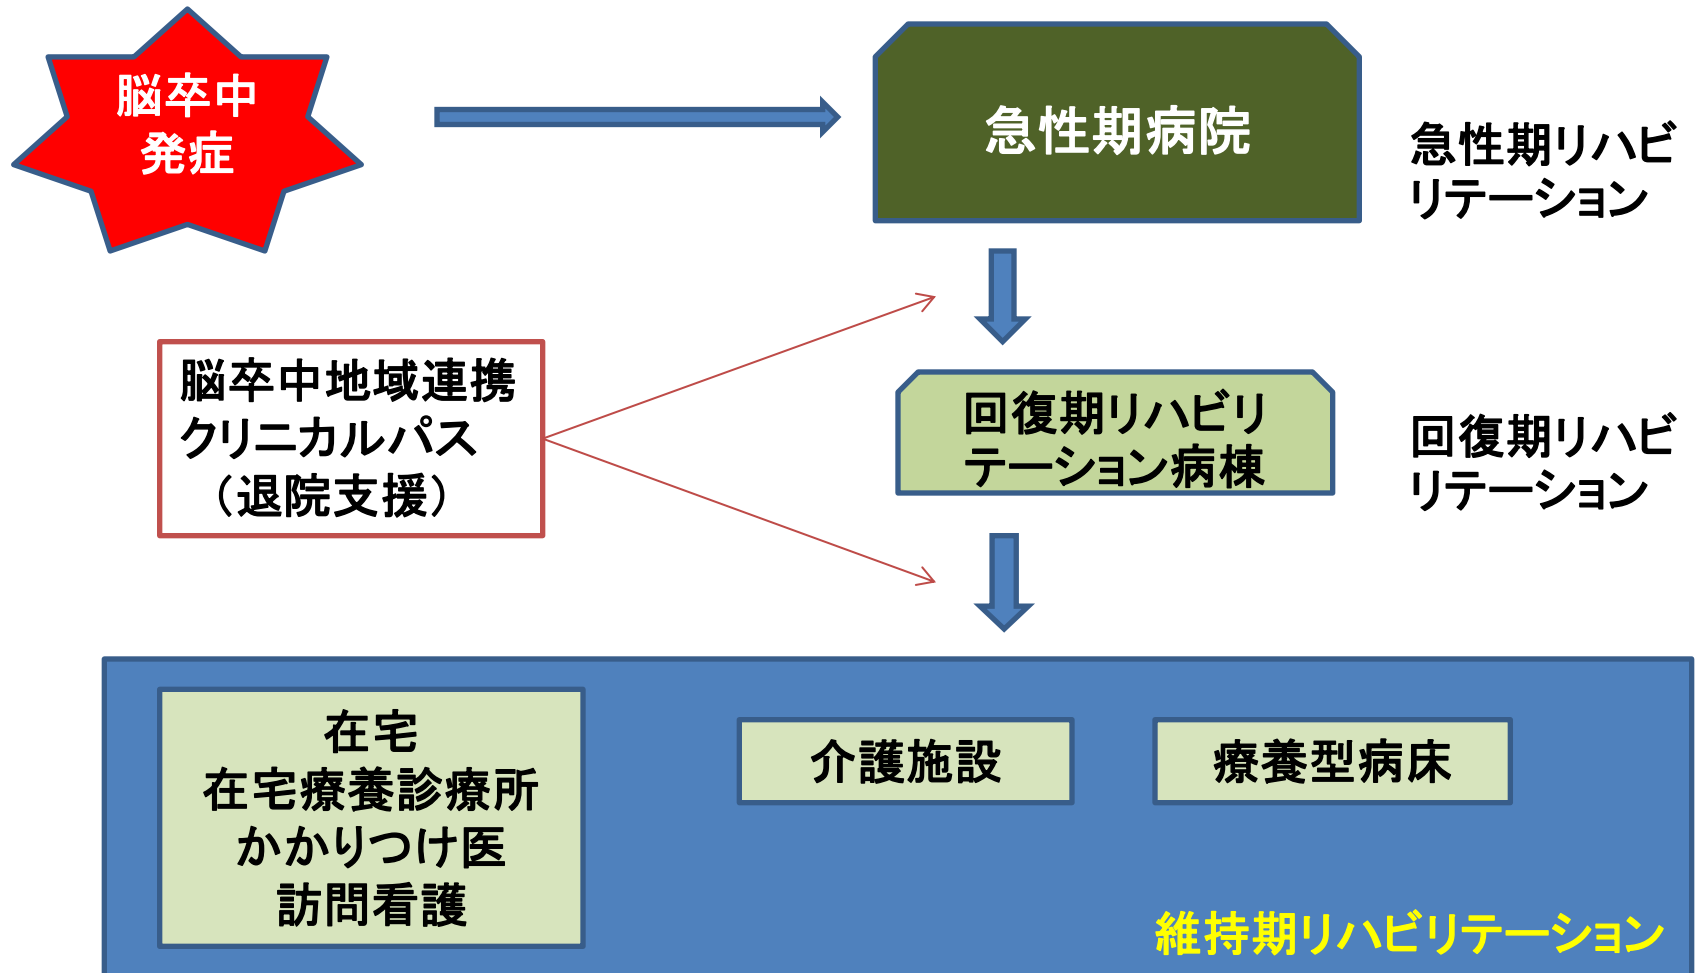 脳卒中
発症
急性期病院
急性期リハビ
リテーション
脳卒中地域連携
クリニカルパス
（退院支援）
回復期リハビリ
テーション病棟
回復期リハビ
リテーション
在宅
在宅療養診療所
かかりつけ医
訪問看護
介護施設
療養型病床
維持期リハビリテーション